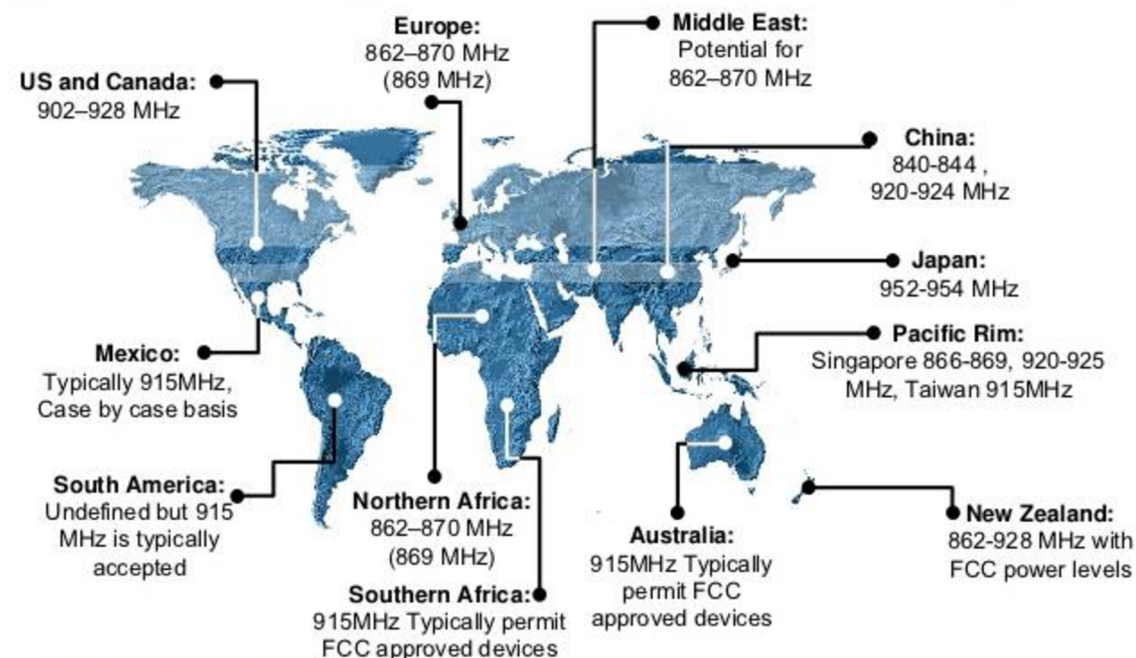 Europe:
862–870 MHz
(869 MHz)
Middle East:
Potential for
862–870 MHz
US and Canada:
902–928 MHz
China:
840-844 ,
920-924 MHz
Japan:
952-954 MHz
Pacific Rim:
Singapore 866-869, 920-925
MHz, Taiwan 915MHz
Mexico:
Typically 915MHz,
Case by case basis
South America:
Undefined but 915
MHz is typically
accepted
Northern Africa:
862–870 MHz
(869 MHz)
Southern Africa:
915MHz Typically permit
FCC approved devices
Australia:
915MHz Typically
permit FCC
approved devices
New Zealand:
862-928 MHz with
FCC power levels